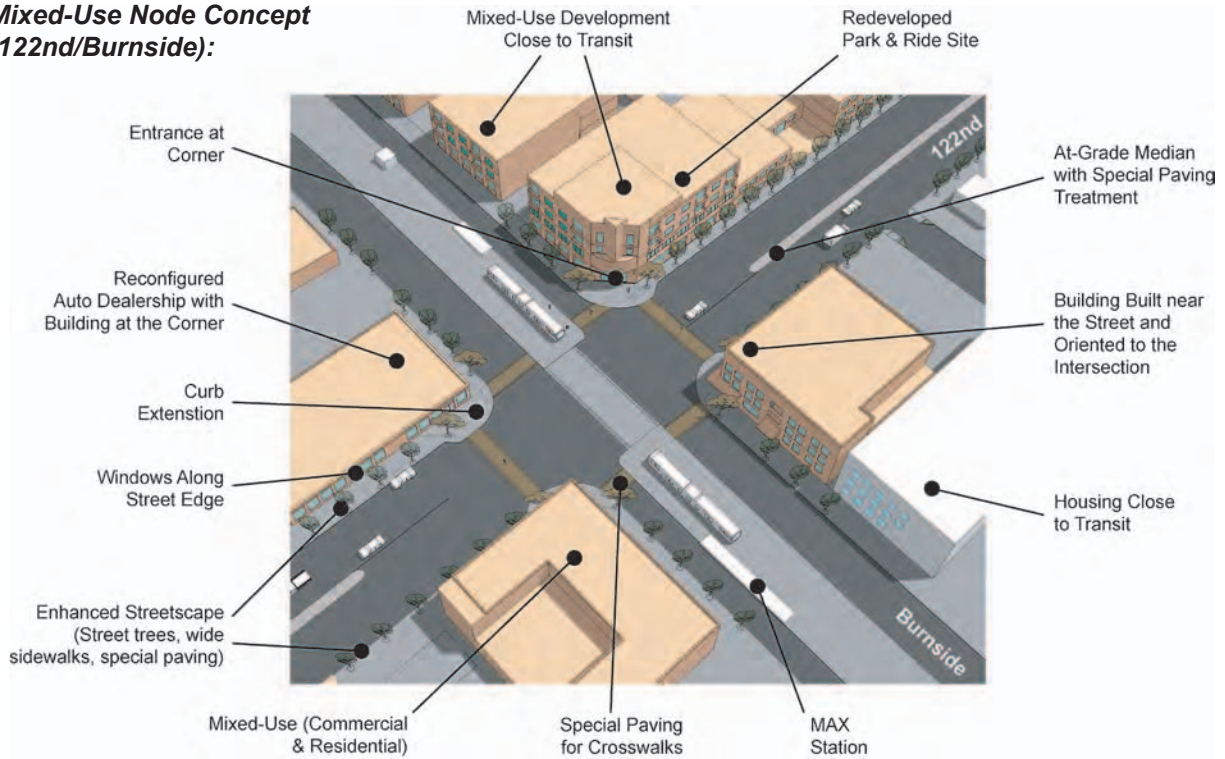 Mixed-Use Node Concept
122nd/Burnside):
Mixed-Use Development
Close to Transit
Redeveloped
Park & Ride Site
Entrance at
Corner
122nd
At-Grade Median
with Special Paving
Treatment
Reconfigured
Auto Dealership with
Building at the Corner
Building Built near
the Street and
Oriented to the
Intersection
Curb
Extenstion
Windows Along
Street Edge
Housing Close
to Transit
Enhanced Streetscape
(Street trees, wide
sidewalks, special paving)
Burnside
Mixed-Use (Commercial
& Residential)
Special Paving
for Crosswalks
MAX
Station